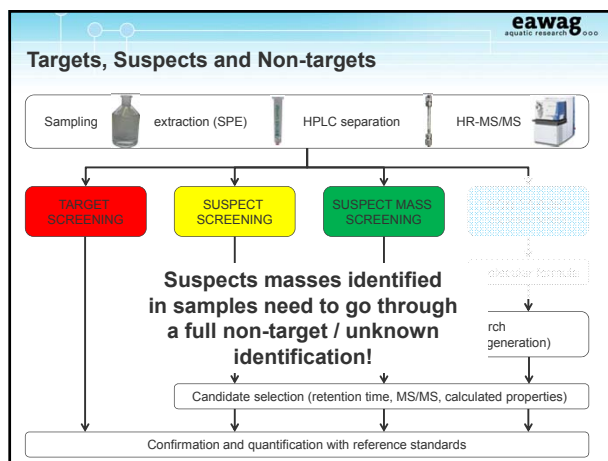 eawag
aquatic research
Targets, Suspects and Non-targets
Sampling extraction (SPE) HPLC separation HR-MS/MS
TARGET SCREENING
SUSPECT SCREENING
SUSPECT MASS SCREENING
formula
Suspects masses identified
in samples need to go through
a full non-target / unknown
identification!
rch
generation)
Candidate selection (retention time, MS/MS, calculated properties)
Confirmation and quantification with reference standards